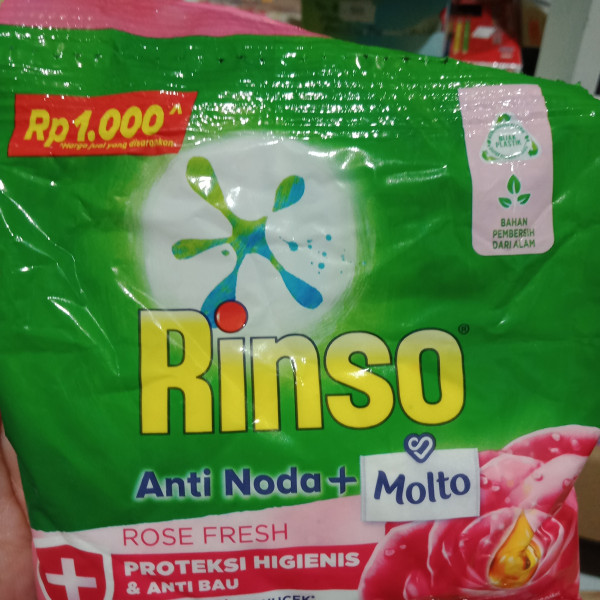 Rp1.000^
*Harga jual yang disarankan.
BAHAN
PEMBERSIH
DARI ALAM
Rinso®
Anti Noda + Molto
ROSE FRESH
PROTEKSI HIGIENIS
& ANTI BAU